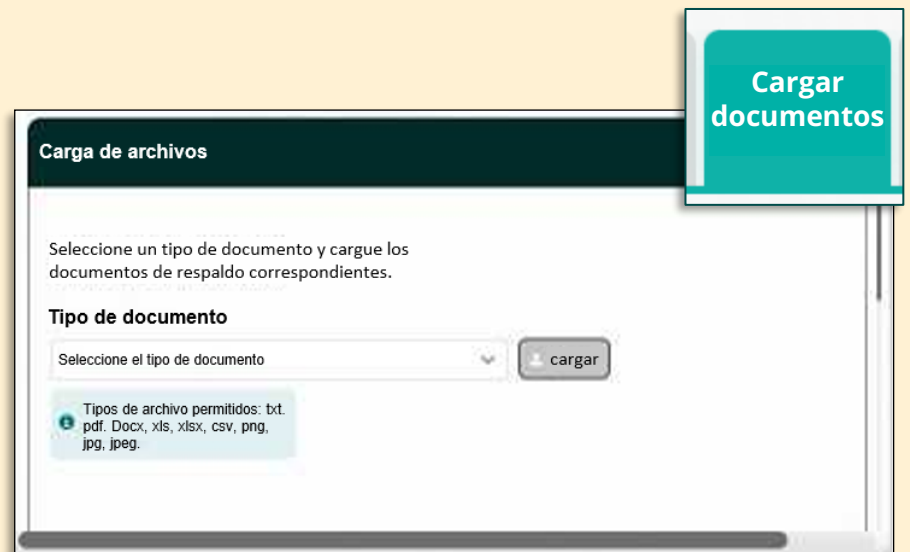 Cargar
documentos
Carga de archivos
Seleccione un tipo de documento y cargue los
documentos de respaldo correspondientes.
Tipo de documento
Seleccione el tipo de documento
cargar
Tipos de archivo permitidos: txt.
pdf. Docx, xls, xlsx, csv, png,
jpg, jpeg.